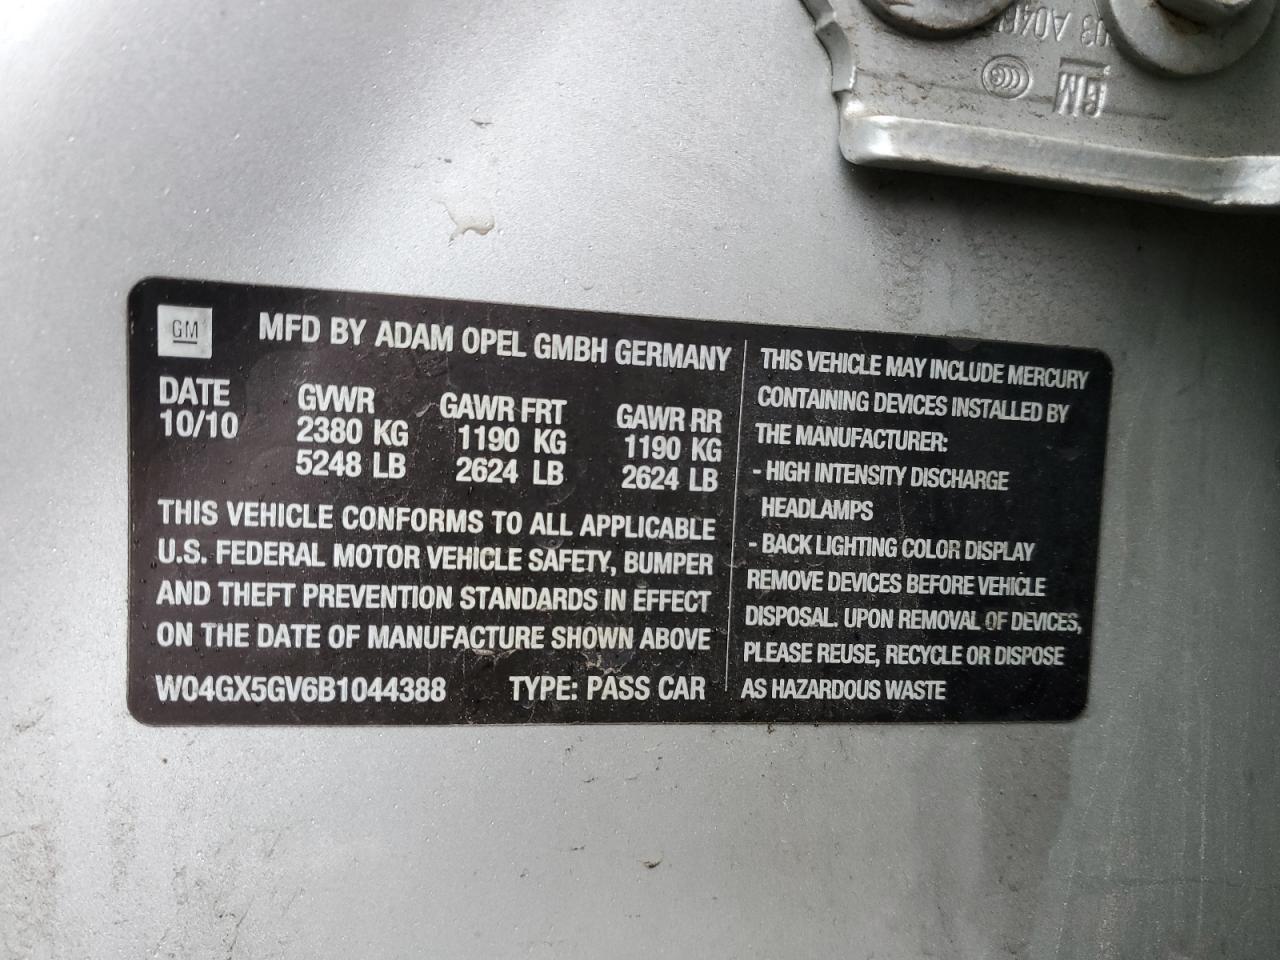 GM
MFD BY ADAM OPEL GMBH GERMANY
DATE GVWR GAWR FRT GAWR RR
10/10 2380 KG 1190 KG 1190 KG
5248 LB 2624 LB 2624 LB
THIS VEHICLE CONFORMS TO ALL APPLICABLE
U.S. FEDERAL MOTOR VEHICLE SAFETY, BUMPER
AND THEFT PREVENTION STANDARDS IN EFFECT
ON THE DATE OF MANUFACTURE SHOWN ABOVE
W04GX5GV6B1044388 TYPE: PASS CAR
THIS VEHICLE MAY INCLUDE MERCURY
CONTAINING DEVICES INSTALLED BY
THE MANUFACTURER:
- HIGH INTENSITY DISCHARGE
HEADLAMPS
- BACK LIGHTING COLOR DISPLAY
REMOVE DEVICES BEFORE VEHICLE
DISPOSAL. UPON REMOVAL OF DEVICES,
PLEASE REUSE, RECYCLE OR DISPOSE
AS HAZARDOUS WASTE
GM